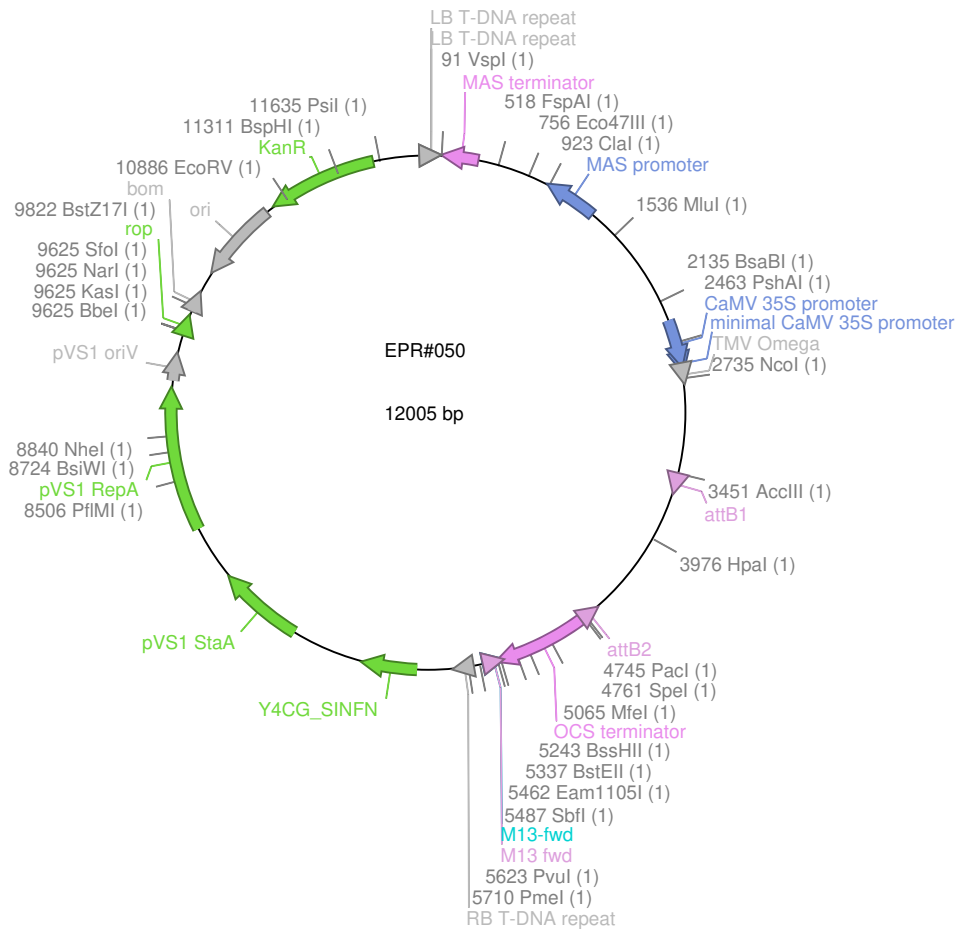 LB T-DNA repeat
LB T-DNA repeat
91 VspI (1)
MAS terminator
518 FspAI (1)
756 Eco47III (1)
923 ClaI (1)
MAS promoter
1536 MluI (1)
2135 BsaBI (1)
2463 PshAI (1)
CaMV 35S promoter
minimal CaMV 35S promoter
TMV Omega
2735 NcoI (1)
3451 AccIII (1)
attB1
3976 HpaI (1)
attB2
4745 PacI (1)
4761 SpeI (1)
5065 MfeI (1)
OCS terminator
5243 BssHII (1)
5337 BstEII (1)
5462 Eam1105I (1)
5487 SbfI (1)
M13-fwd
M13 fwd
5623 PvuI (1)
5710 PmeI (1)
RB T-DNA repeat
Y4CG_SINFN
pVS1 StaA
8506 PflMI (1)
pVS1 RepA
8724 BsiWI (1)
8840 NheI (1)
pVS1 oriV
9625 BbeI (1)
9625 KasI (1)
9625 NarI (1)
9625 SfoI (1)
rop
9822 BstZ17I (1)
bom
ori
10886 EcoRV (1)
KanR
11311 BspHI (1)
11635 PsiI (1)
EPR#050
12005 bp